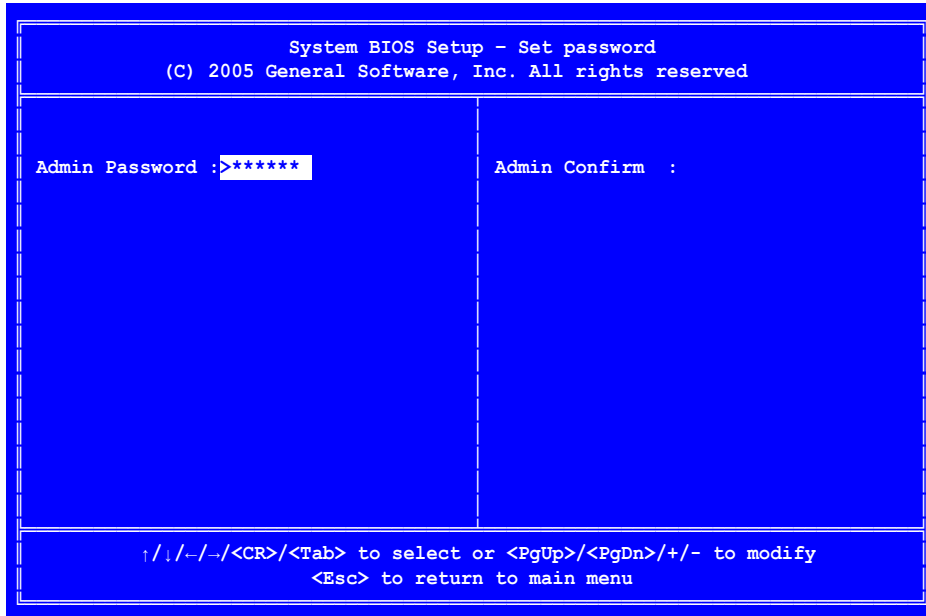 System BIOS Setup – Set password
(C) 2005 General Software, Inc. All rights reserved
Admin Password :>******
Admin Confirm :
↑/↓/←/→/<CR>/<Tab> to select or <PgUp>/<PgDn>/+/- to modify
<Esc> to return to main menu